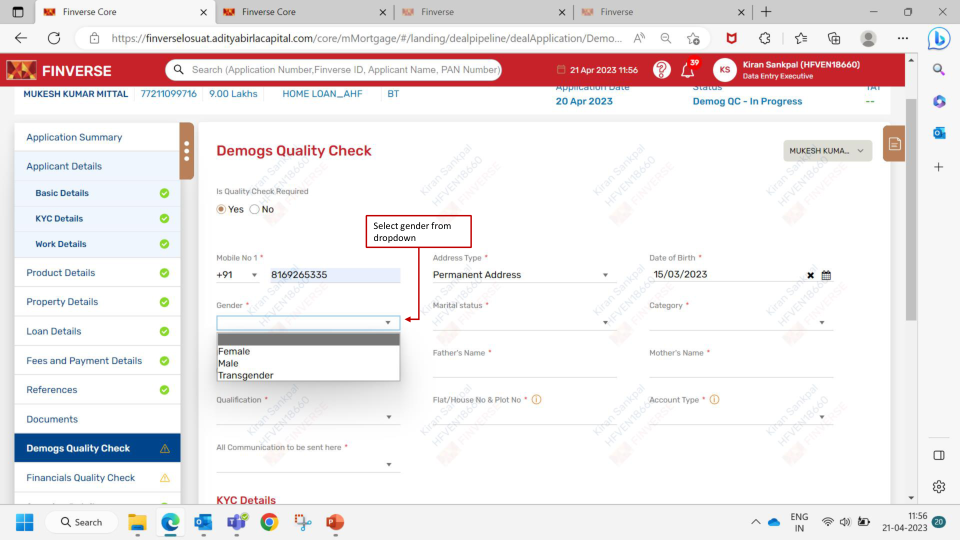 Finverse Core
Finverse Core
Finverse
Finverse
https://finverselosuat.adityabirlacapital.com/core/mMortgage/#/landing/dealpipeline/dealApplication/Demo...
FINVERSE
Search (Application Number,Finverse ID, Applicant Name, PAN Number)
21 Apr 2023 11:56
39
KS
Kiran Sankpal (HFVEN18660)
Data Entry Executive
MUKESH KUMAR MITTAL
77211099716
9.00 Lakhs
HOME LOAN_AHF
BT
Application Date
20 Apr 2023
Status
Demog QC - In Progress
TAT
--
Application Summary
Applicant Details
Basic Details
KYC Details
Work Details
Product Details
Property Details
Loan Details
Fees and Payment Details
References
Documents
Demogs Quality Check
Financials Quality Check
Demogs Quality Check
MUKESH KUMA...
Is Quality Check Required
Yes No
Select gender from
dropdown
Mobile No 1 *
+91 8169265335
Address Type *
Permanent Address
Date of Birth *
15/03/2023
Gender *
Marital status *
Category *
Female
Male
Transgender
Father's Name *
Mother's Name *
Qualification *
Flat/House No & Plot No *
Account Type *
All Communication to be sent here *
KYC Details
Kiran Sankpal
HFVEN18660
FINVERSE
Search
ENG
IN
11:56
21-04-2023
20